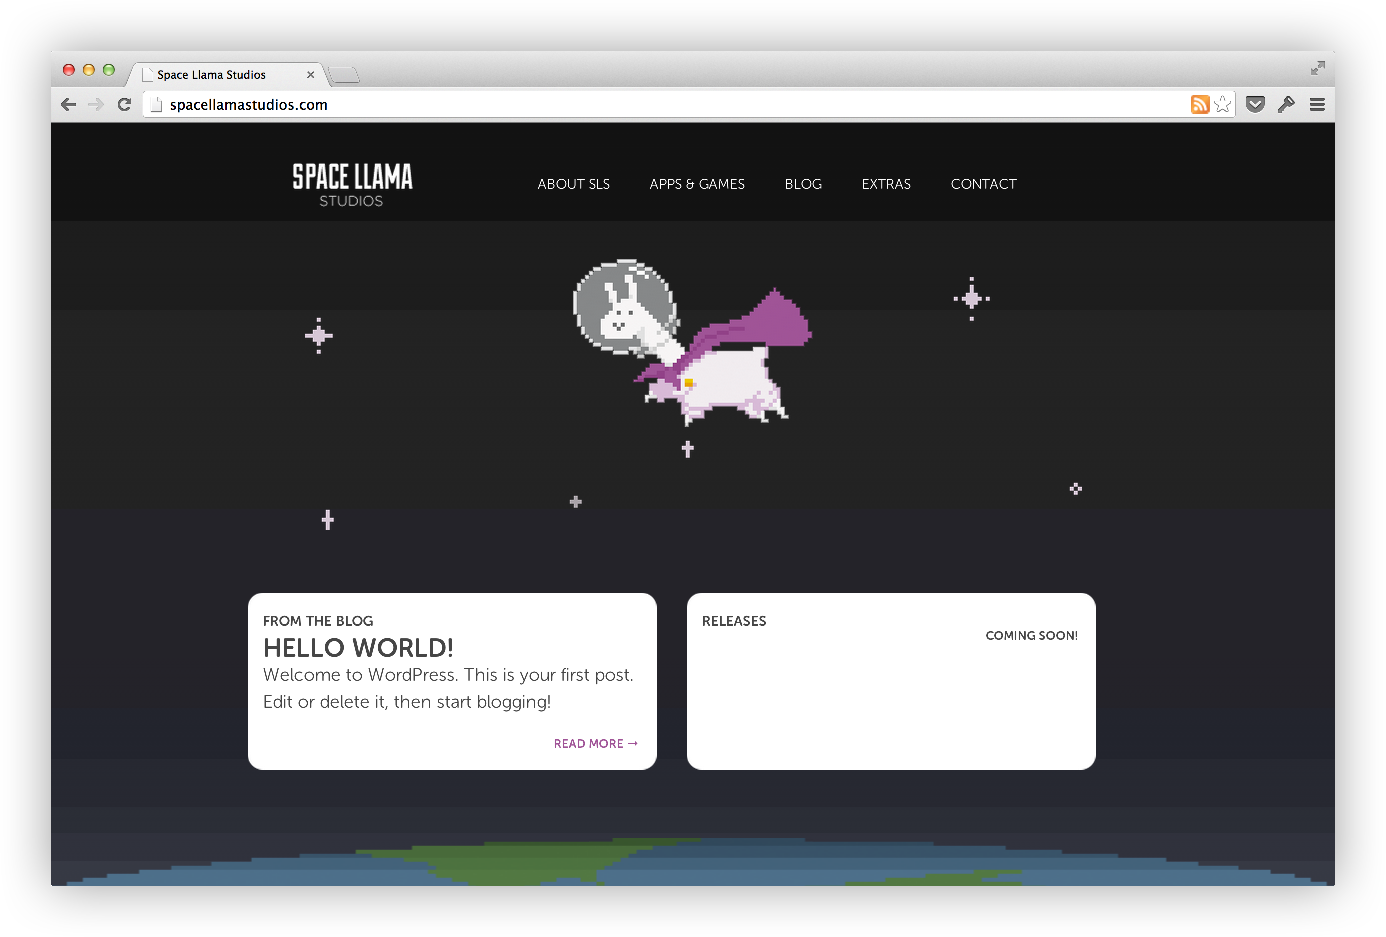 Space Llama Studios
spacellamastudios.com
SPACE LLAMA
STUDIOS
ABOUT SLS APPS & GAMES BLOG EXTRAS CONTACT
FROM THE BLOG
HELLO WORLD!
Welcome to WordPress. This is your first post.
Edit or delete it, then start blogging!
READ MORE →
RELEASES
COMING SOON!